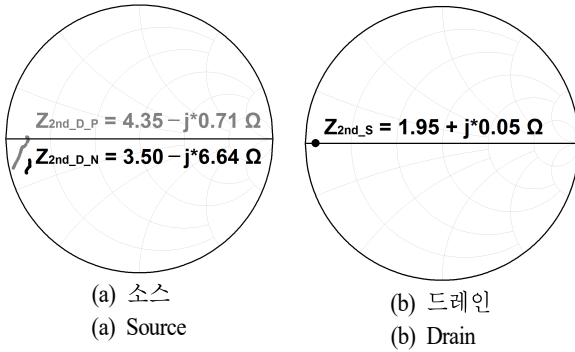 Z2nd_D_P = 4.35 −j*0.71 Ω
Z2nd_D_N = 3.50 −j*6.64 Ω
(a) 소스
(a) Source
Z2nd_S = 1.95 + j*0.05 Ω
(b) 드레인
(b) Drain